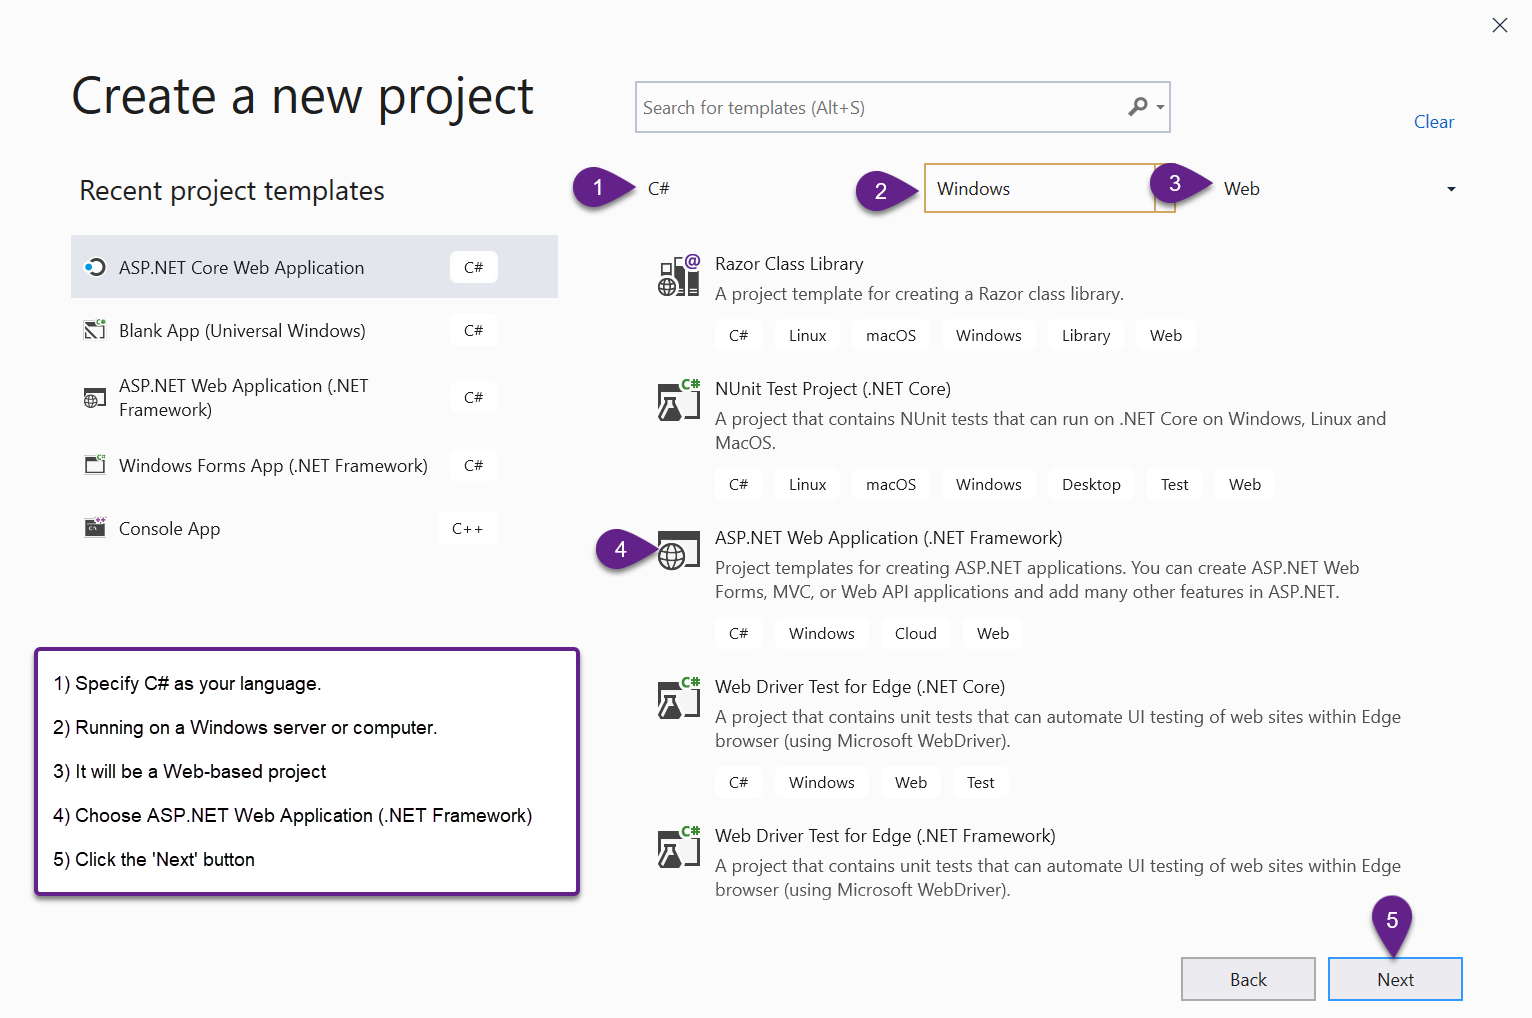 Create a new project
Search for templates (Alt+S)
Clear
Recent project templates
1
C#
2
Windows
3
Web
ASP.NET Core Web Application
C#
Blank App (Universal Windows)
C#
ASP.NET Web Application (.NET
Framework)
C#
Windows Forms App (.NET Framework)
C#
Console App
C++
Razor Class Library
A project template for creating a Razor class library.
C# Linux macOS Windows Library Web
NUnit Test Project (.NET Core)
A project that contains NUnit tests that can run on .NET Core on Windows, Linux and
MacOS.
C# Linux macOS Windows Desktop Test Web
4
ASP.NET Web Application (.NET Framework)
Project templates for creating ASP.NET applications. You can create ASP.NET Web
Forms, MVC, or Web API applications and add many other features in ASP.NET.
C# Windows Cloud Web
Web Driver Test for Edge (.NET Core)
A project that contains unit tests that can automate UI testing of web sites within Edge
browser (using Microsoft WebDriver).
C# Windows Web Test
Web Driver Test for Edge (.NET Framework)
A project that contains unit tests that can automate UI testing of web sites within Edge
browser (using Microsoft WebDriver).
1) Specify C# as your language.
2) Running on a Windows server or computer.
3) It will be a Web-based project
4) Choose ASP.NET Web Application (.NET Framework)
5) Click the 'Next' button
5
Back
Next